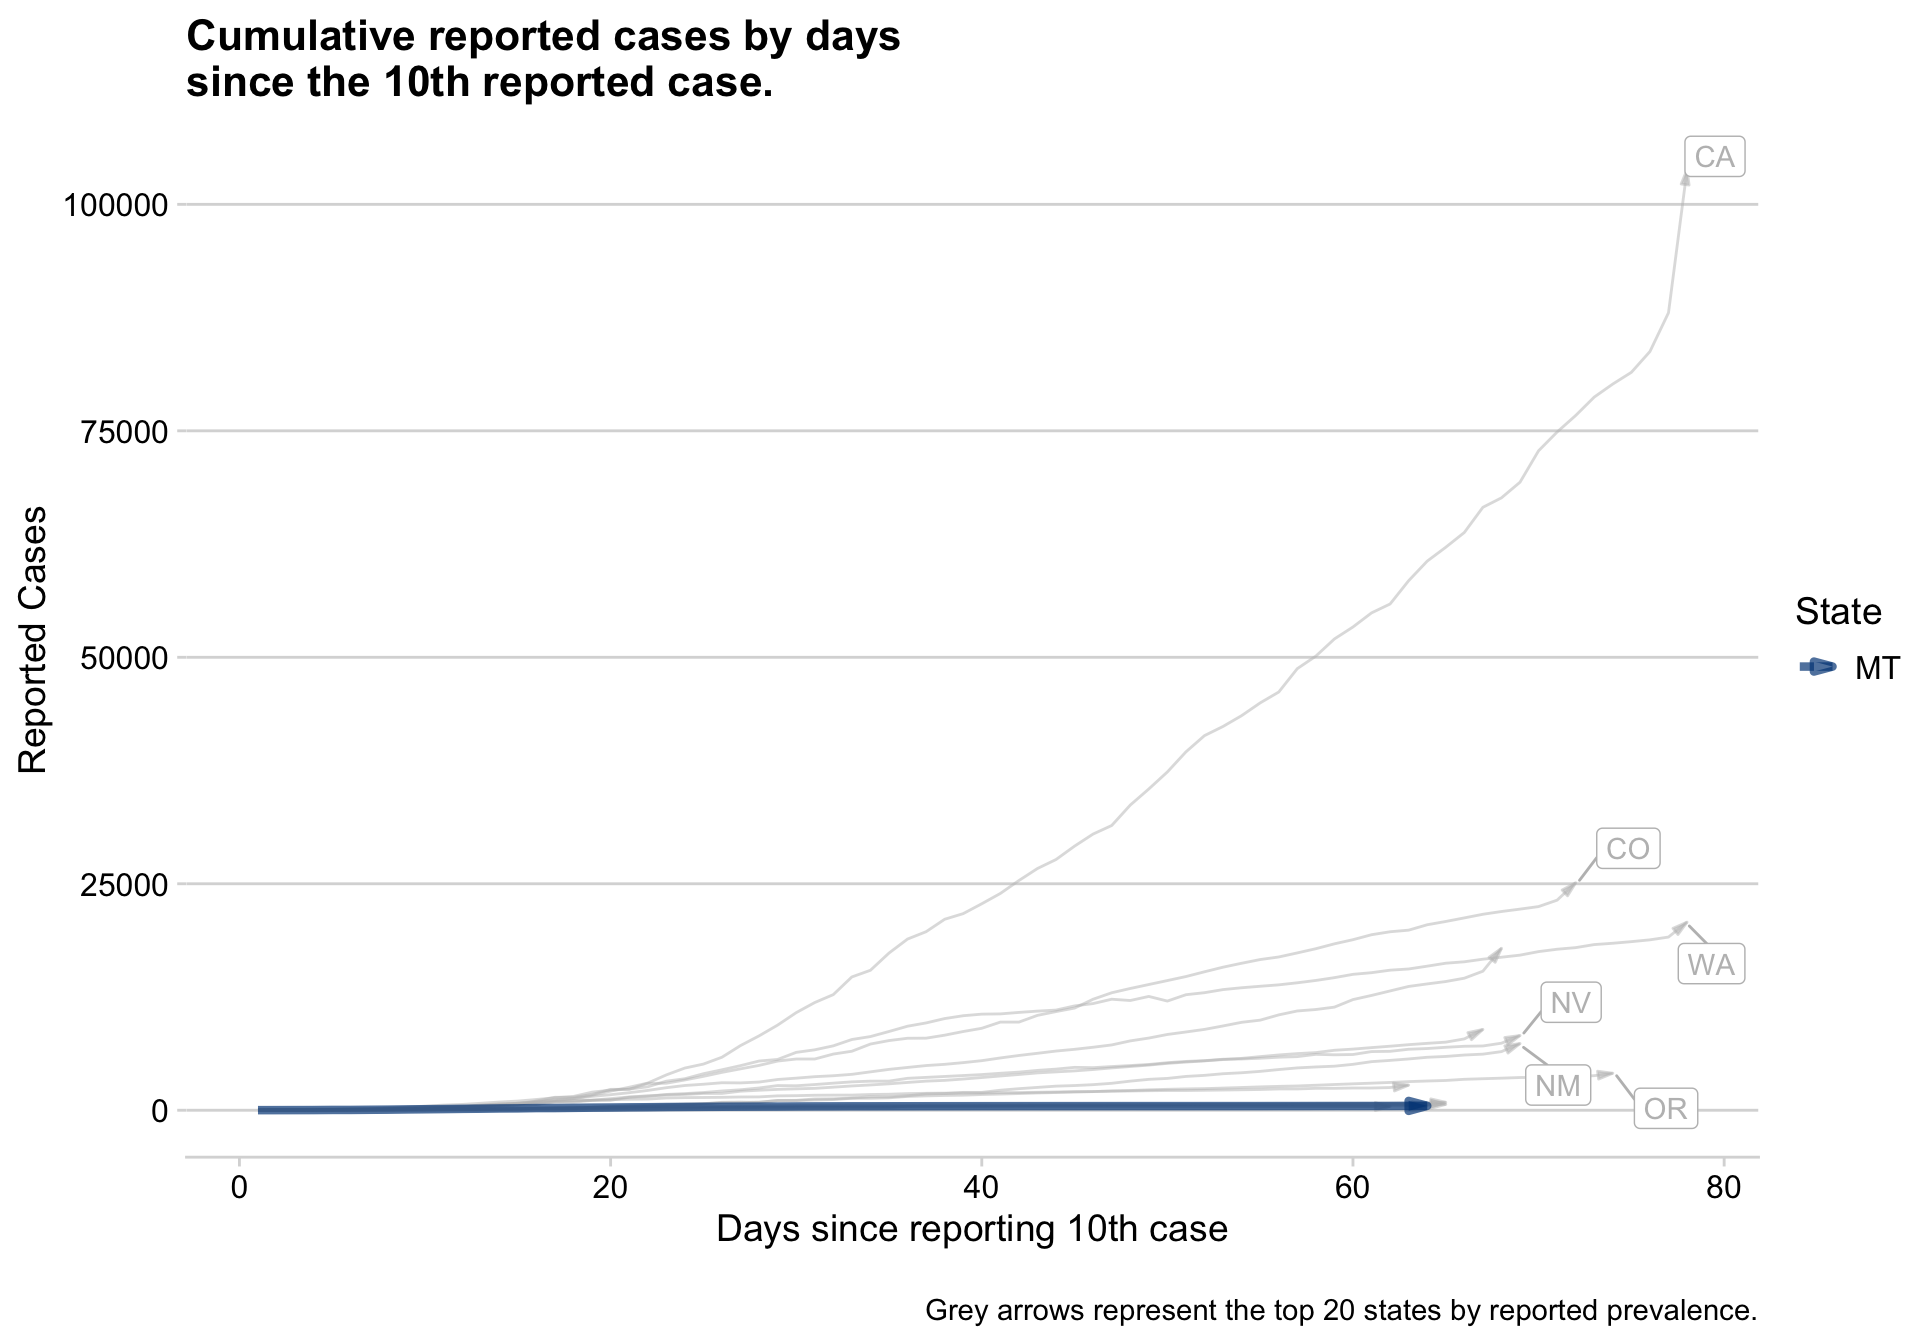 Cumulative reported cases by days
since the 10th reported case.
CA
100000
75000
50000
25000
0
Reported Cases
CO
WA
NV
NM
OR
State
MT
0 20 40 60 80
Days since reporting 10th case
Grey arrows represent the top 20 states by reported prevalence.